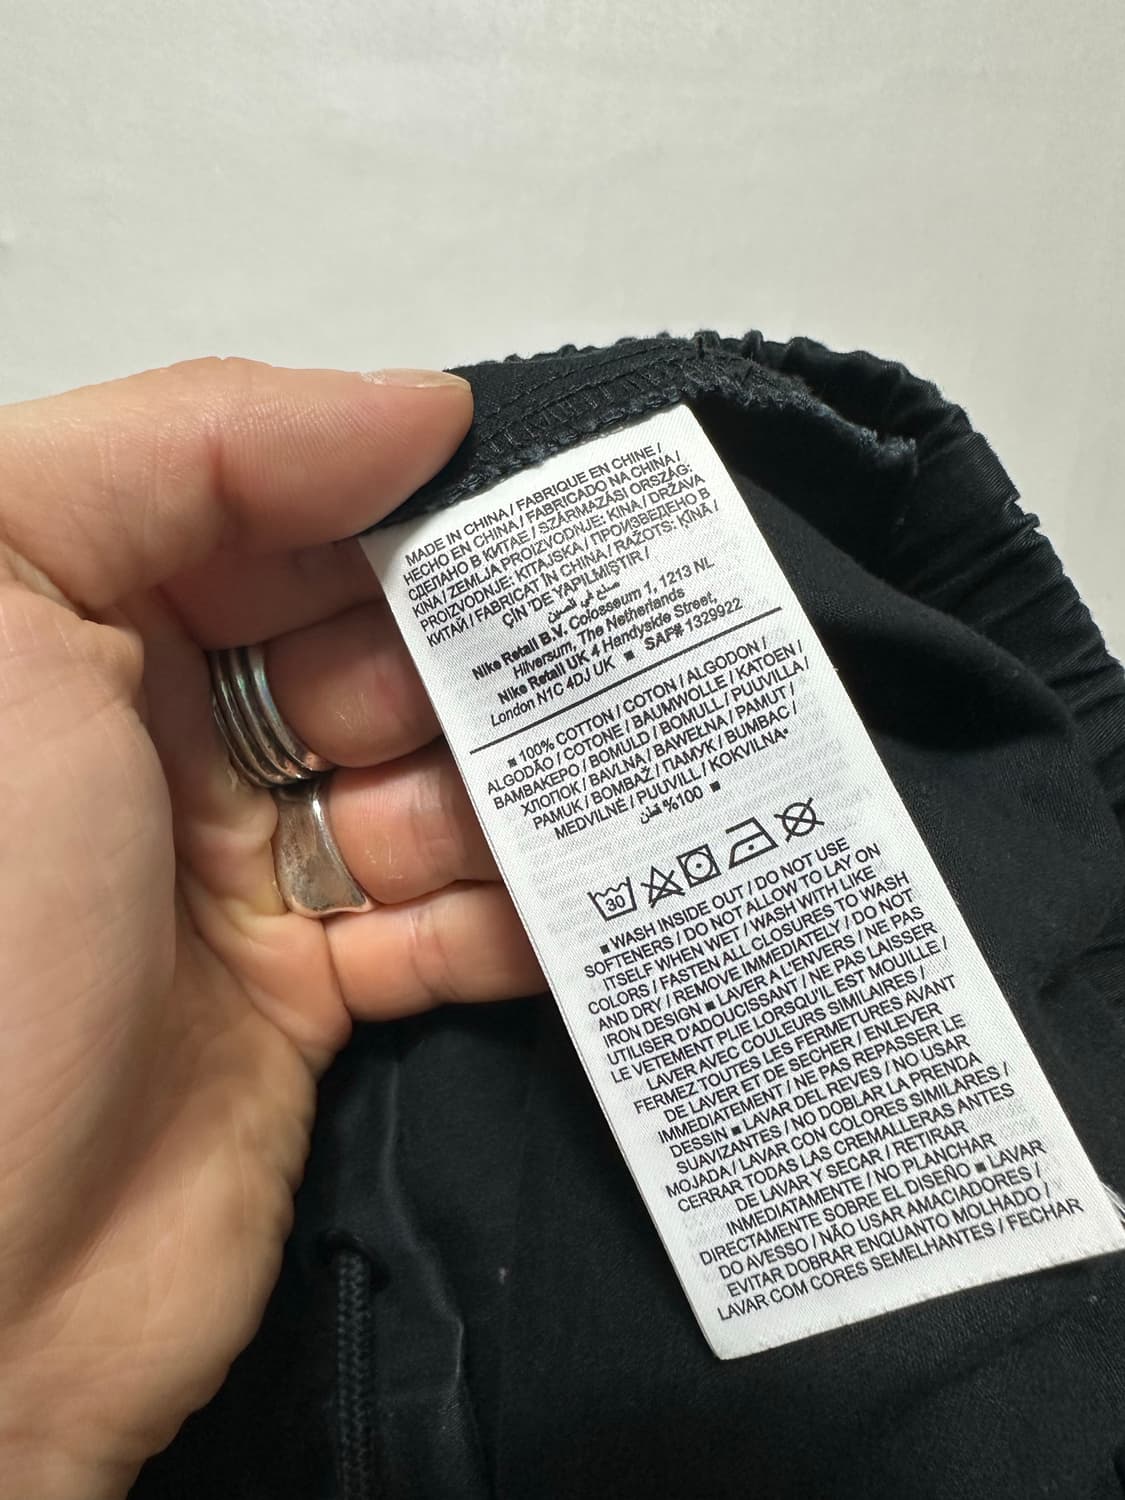 MADE IN CHINA / FABRIQUE EN CHINE /
HECHO EN CHINA / FABRICADO NA CHINA /
СДЕЛАНО В КИТАЕ / SZÁRMAZÁSI ORSZÁG:
KÍNA / ZEMLJA PROIZVODNJE: KINA / DRŽAVA
PROIZVODNJE: KITAJSKA / ПРОИЗВЕДЕНО В
КИТАЙ / FABRICAT ÎN CHINA / RAŽOTS: ĶĪNĀ /
ÇİN'DE YAPILMIŞTIR /
صنع في الصين
Nike Retail B.V. Colosseum 1, 1213 NL
Hilversum, The Netherlands
Nike Retail UK 4 Handyside Street,
London N1C 4DJ UK ■ SAF# 1329922
■ 100% COTTON / COTON / ALGODON /
ALGODÃO / COTONE / BAUMWOLLE / KATOEN /
ΒΑΜΒΑΚΕΡΟ / BOMULD / BOMULL / PUUVILLA /
ХЛОПОК / BAVLNA / BAWEŁNA / PAMUT /
PAMUK / BOMBAŽ / ПАМУК / BUMBAC /
MEDVILNĖ / PUUVILL / KOKVILNA*
%100 قطن ■
30
■ WASH INSIDE OUT / DO NOT USE
SOFTENERS / DO NOT ALLOW TO LAY ON
ITSELF WHEN WET / WASH WITH LIKE
COLORS / FASTEN ALL CLOSURES TO WASH
AND DRY / REMOVE IMMEDIATELY / DO NOT
IRON DESIGN ■ LAVER A L'ENVERS / NE PAS
UTILISER D'ADOUCISSANT / NE PAS LAISSER
LE VETEMENT PLIE LORSQU'IL EST MOUILLE /
LAVER AVEC COULEURS SIMILAIRES /
FERMEZ TOUTES LES FERMETURES AVANT
DE LAVER ET DE SECHER / ENLEVER
IMMEDIATEMENT / NE PAS REPASSER LE
DESSIN ■ LAVAR DEL REVES / NO USAR
SUAVIZANTES / NO DOBLAR LA PRENDA
MOJADA / LAVAR CON COLORES SIMILARES /
CERRAR TODAS LAS CREMALLERAS ANTES
DE LAVAR Y SECAR / RETIRAR
INMEDIATAMENTE / NO PLANCHAR
DIRECTAMENTE SOBRE EL DISEÑO ■ LAVAR
DO AVESSO / NÃO USAR AMACIADORES /
EVITAR DOBRAR ENQUANTO MOLHADO /
LAVAR COM CORES SEMELHANTES / FECHAR